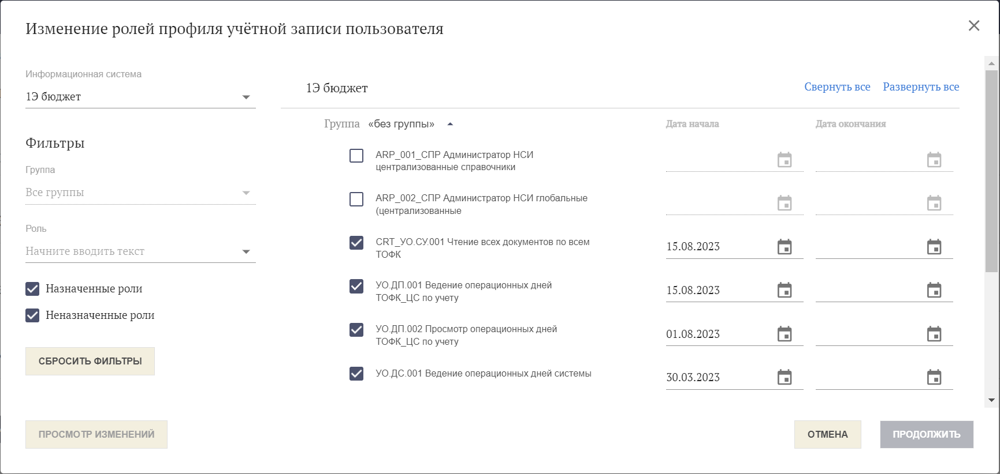 Изменение ролей профиля учётной записи пользователя
Информационная система
1Э бюджет
Фильтры
Группа
Все группы
Роль
Начните вводить текст
Назначенные роли
Неназначенные роли
СБРОСИТЬ ФИЛЬТРЫ
1Э бюджет
Свернуть все Развернуть все
Группа «без группы» Дата начала Дата окончания
ARP_001_СПР Администратор НСИ
централизованные справочники
ARP_002_СПР Администратор НСИ глобальные
(централизованные
CRT_УО.СУ.001 Чтение всех документов по всем
ТОФК
15.08.2023
УО.ДП.001 Ведение операционных дней
ТОФК_ЦС по учету
15.08.2023
УО.ДП.002 Просмотр операционных дней
ТОФК_ЦС по учету
01.08.2023
УО.ДС.001 Ведение операционных дней системы
30.03.2023
ПРОСМОТР ИЗМЕНЕНИЙ
ОТМЕНА
ПРОДОЛЖИТЬ